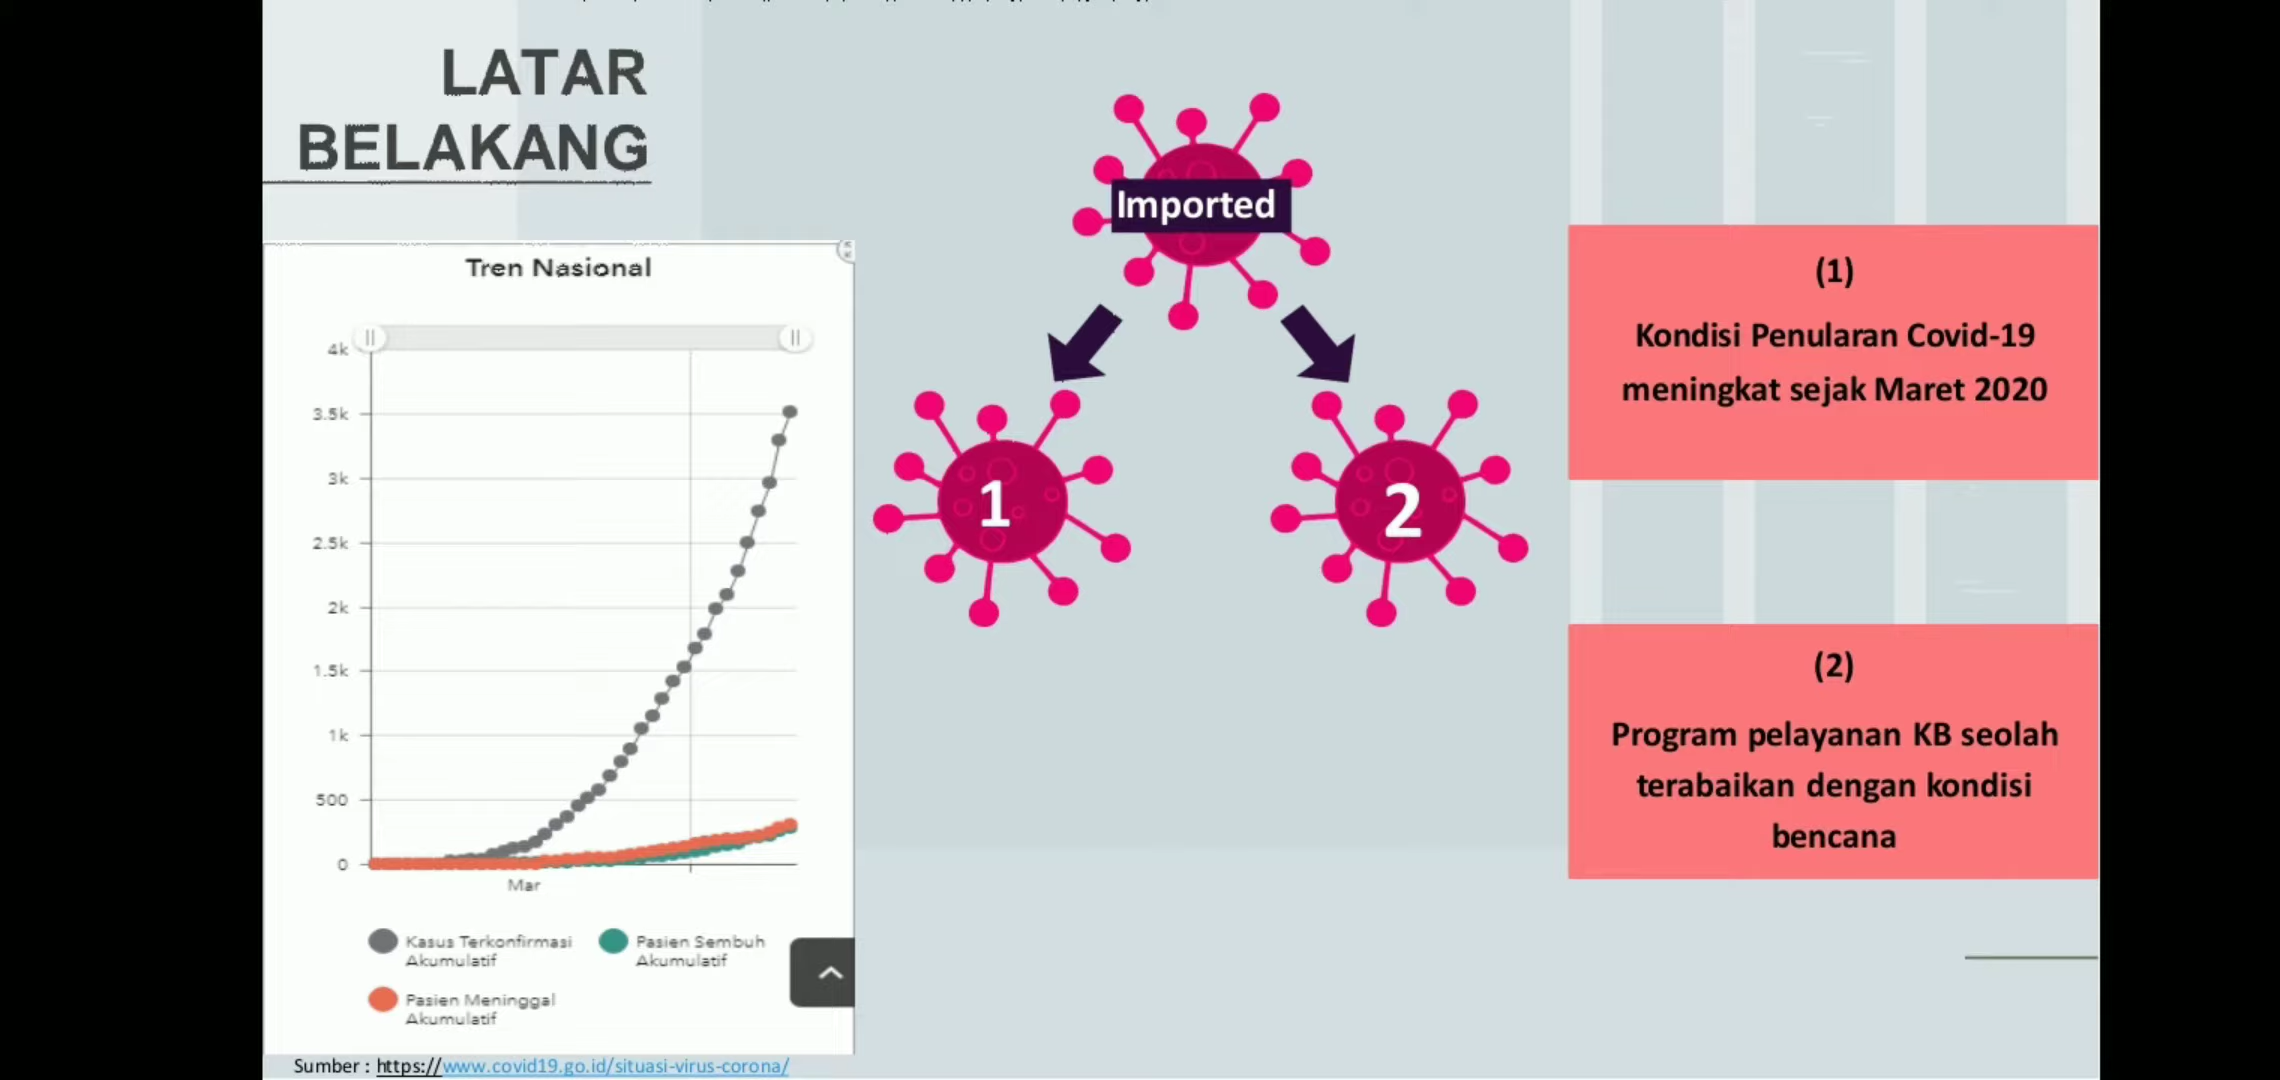 LATAR
BELAKANG
Tren Nasional
4k
3.5k
3k
2.5k
2k
1.5k
1k
500
0
Mar
Kasus Terkonfirmasi
Akumulatif
Pasien Sembuh
Akumulatif
Pasien Meninggal
Akumulatif
Sumber : https://www.covid19.go.id/situasi-virus-corona/
Imported
1
2
(1)
Kondisi Penularan Covid-19
meningkat sejak Maret 2020
(2)
Program pelayanan KB seolah
terabaikan dengan kondisi
bencana